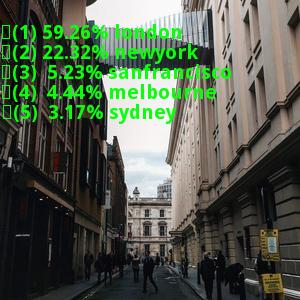 (1) 59.26% london
(2) 22.32% newyork
(3) 5.23% sanfrancisco
(4) 4.44% melbourne
(5) 3.17% sydney